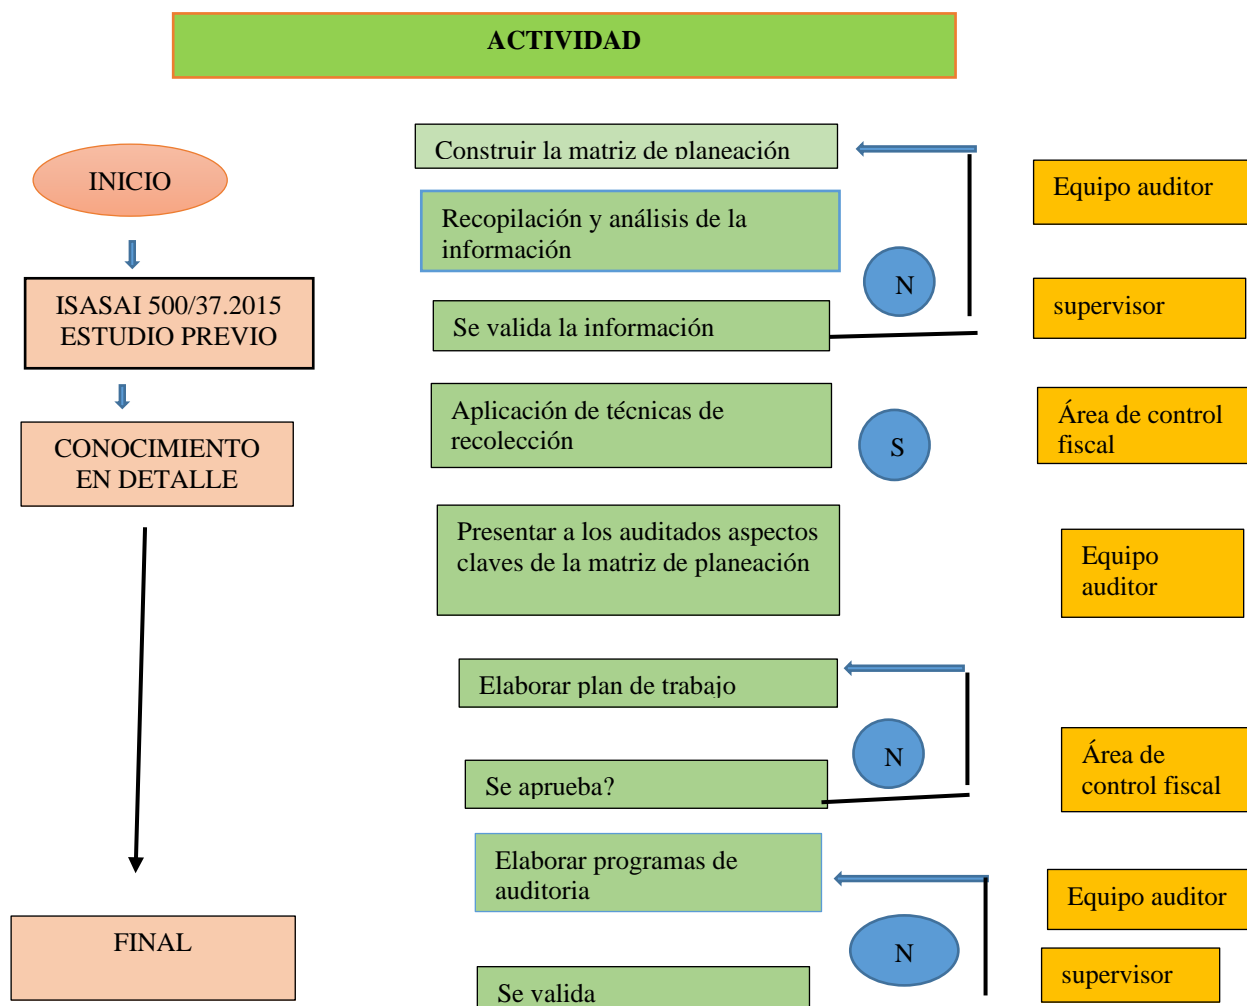 ACTIVIDAD
INICIO
ISASAI 500/37.2015
ESTUDIO PREVIO
CONOCIMIENTO
EN DETALLE
FINAL
Construir la matriz de planeación
Recopilación y análisis de la
información
N
Se valida la información
Aplicación de técnicas de
recolección
S
Presentar a los auditados aspectos
claves de la matriz de planeación
Elaborar plan de trabajo
N
Se aprueba?
Elaborar programas de
auditoria
N
Se valida
Equipo auditor
supervisor
Área de control
fiscal
Equipo
auditor
Área de
control fiscal
Equipo auditor
supervisor